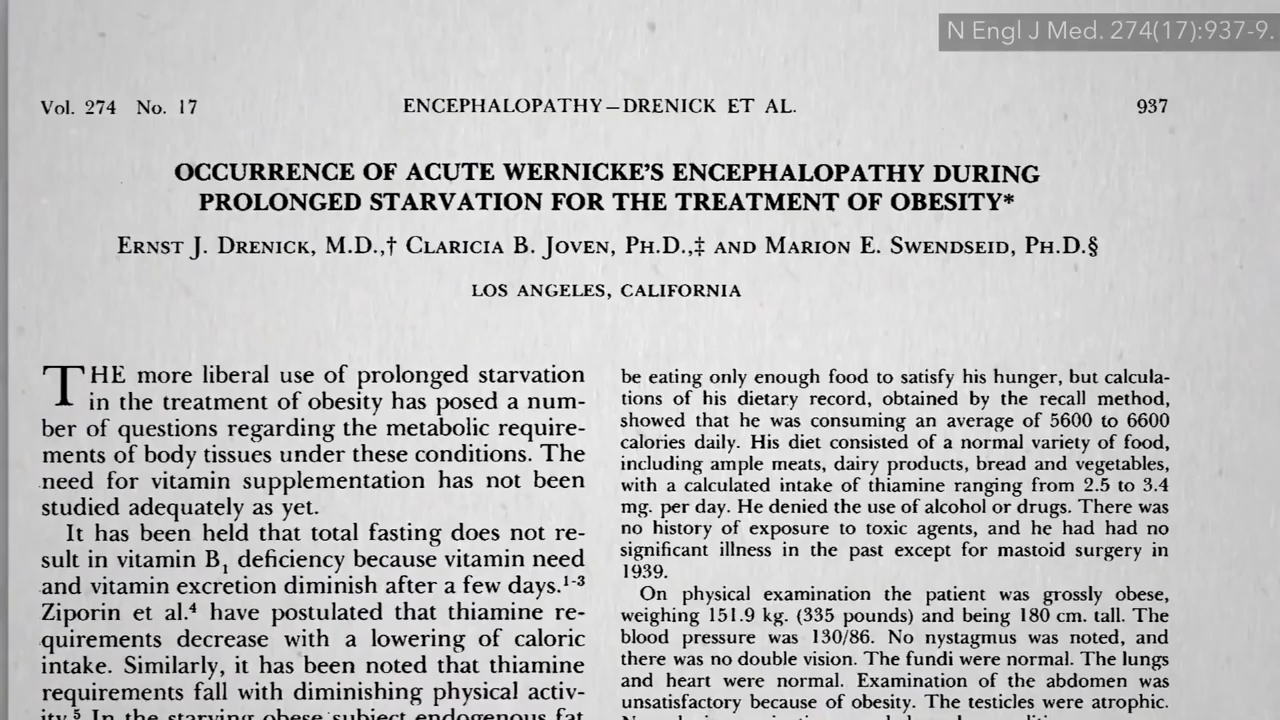 N Engl J Med. 274(17):937-9.
Vol. 274 No. 17 ENCEPHALOPATHY—DRENICK ET AL. 937
OCCURRENCE OF ACUTE WERNICKE'S ENCEPHALOPATHY DURING
PROLONGED STARVATION FOR THE TREATMENT OF OBESITY*
ERNST J. DRENICK, M.D.,† CLARICIA B. JOVEN, PH.D.,‡ AND MARION E. SWENDSEID, PH.D.§
LOS ANGELES, CALIFORNIA
THE more liberal use of prolonged starvation
in the treatment of obesity has posed a num-
ber of questions regarding the metabolic require-
ments of body tissues under these conditions. The
need for vitamin supplementation has not been
studied adequately as yet.
It has been held that total fasting does not re-
sult in vitamin B₁ deficiency because vitamin need
and vitamin excretion diminish after a few days.¹⁻³
Ziporin et al.⁴ have postulated that thiamine re-
quirements decrease with a lowering of caloric
intake. Similarly, it has been noted that thiamine
requirements fall with diminishing physical activ-
ity.⁵ In the starving obese subject endogenous fat
be eating only enough food to satisfy his hunger, but calcula-
tions of his dietary record, obtained by the recall method,
showed that he was consuming an average of 5600 to 6600
calories daily. His diet consisted of a normal variety of food,
including ample meats, dairy products, bread and vegetables,
with a calculated intake of thiamine ranging from 2.5 to 3.4
mg. per day. He denied the use of alcohol or drugs. There was
no history of exposure to toxic agents, and he had had no
significant illness in the past except for mastoid surgery in
1939.
On physical examination the patient was grossly obese,
weighing 151.9 kg. (335 pounds) and being 180 cm. tall. The
blood pressure was 130/86. No nystagmus was noted, and
there was no double vision. The fundi were normal. The lungs
and heart were normal. Examination of the abdomen was
unsatisfactory because of obesity. The testicles were atrophic.